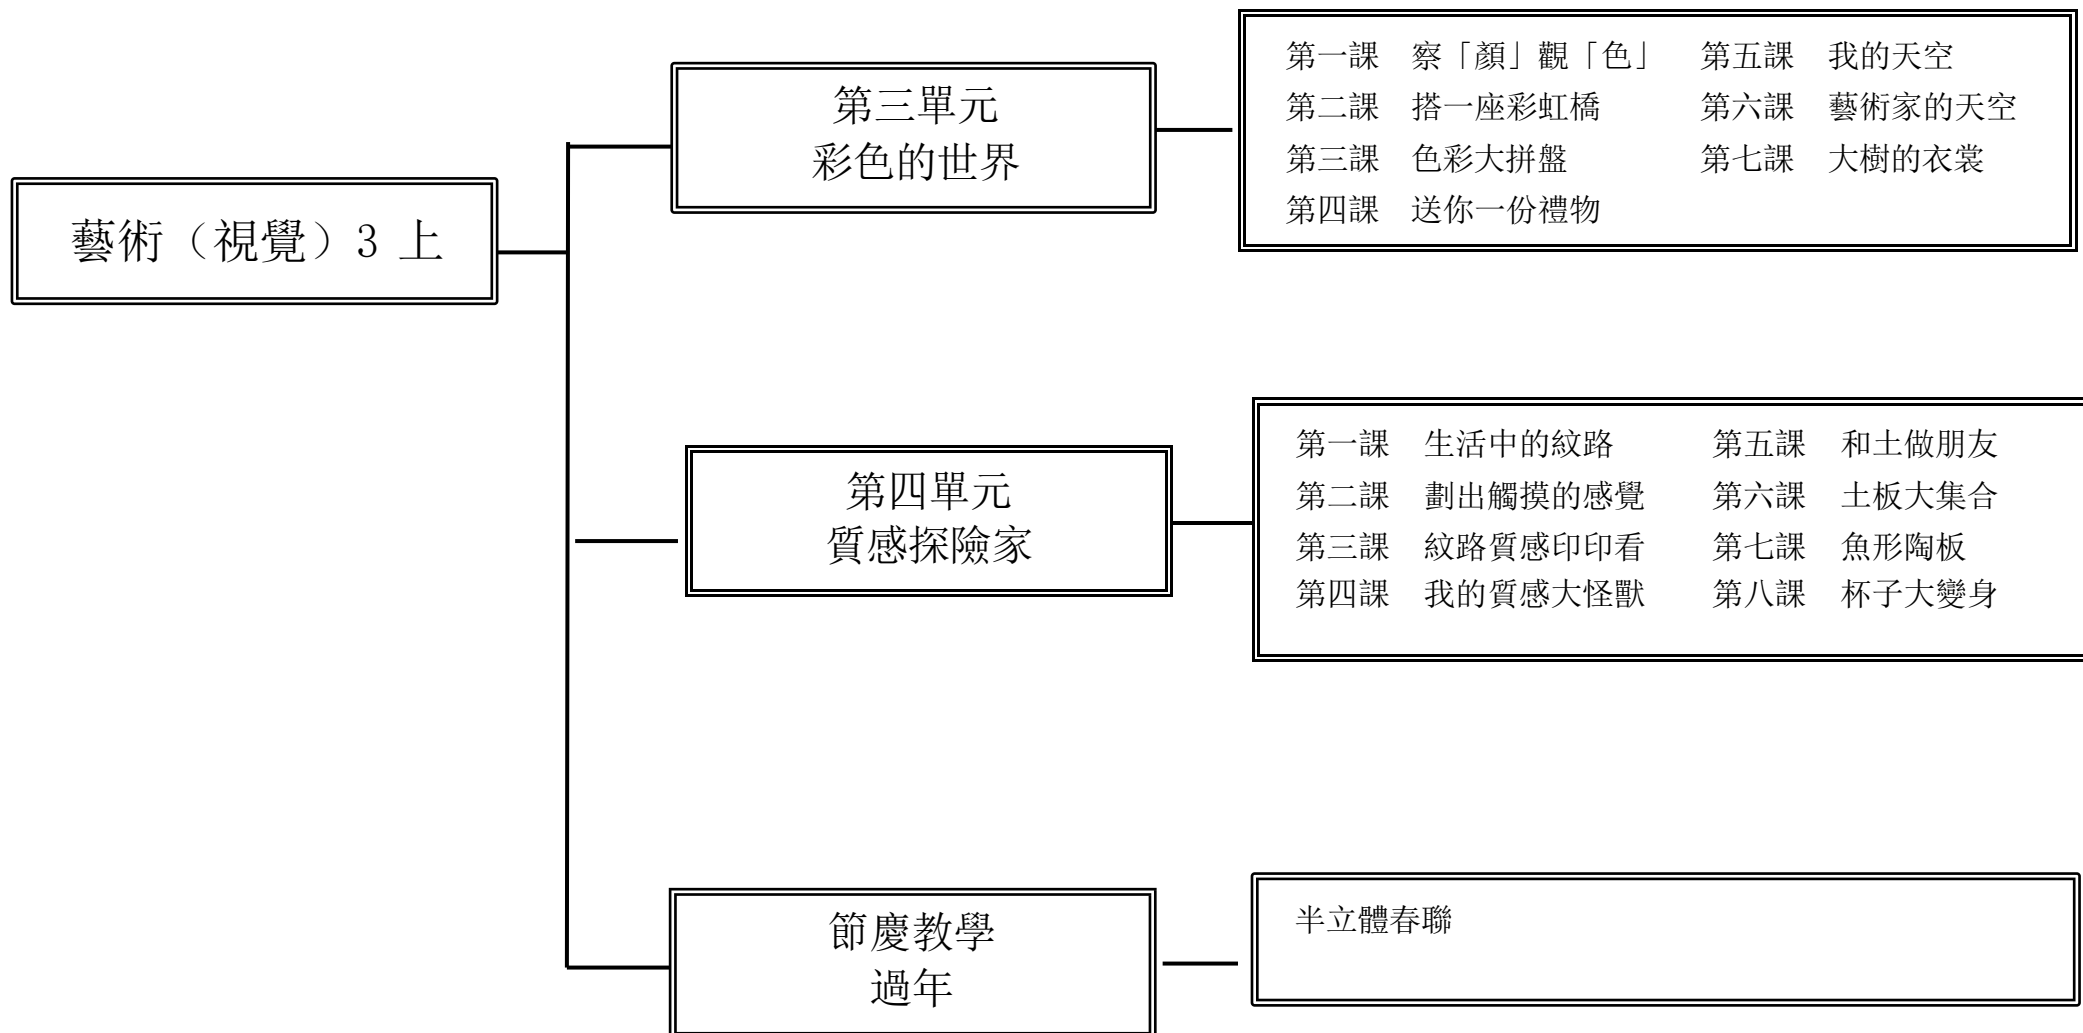 藝術（視覺）3 上
第三單元
彩色的世界
第一課 察「顏」觀「色」 第五課 我的天空
第二課 搭一座彩虹橋 第六課 藝術家的天空
第三課 色彩大拼盤 第七課 大樹的衣裳
第四課 送你一份禮物
第四單元
質感探險家
第一課 生活中的紋路 第五課 和土做朋友
第二課 劃出觸摸的感覺 第六課 土板大集合
第三課 紋路質感印印看 第七課 魚形陶板
第四課 我的質感大怪獸 第八課 杯子大變身
節慶教學
過年
半立體春聯